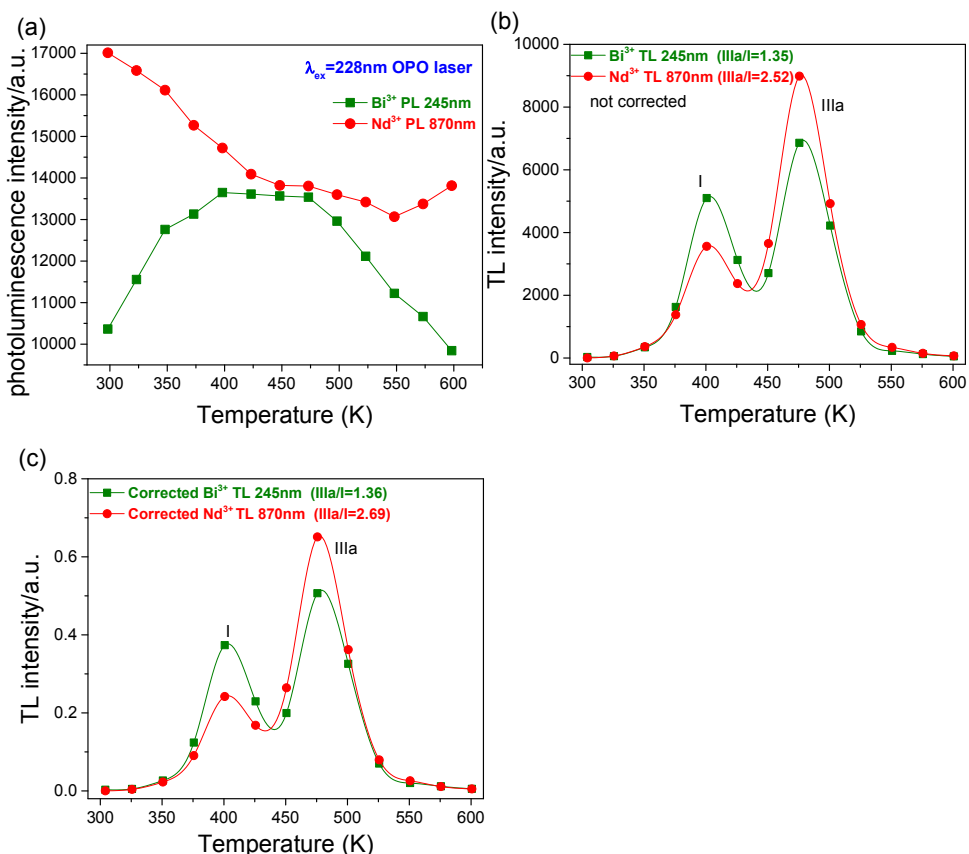 (a)
17000
16000
15000
14000
13000
12000
11000
10000
λex=228nm OPO laser
Bi³⁺ PL 245nm
Nd³⁺ PL 870nm
300 350 400 450 500 550 600
Temperature (K)
photoluminescence intensity/a.u.
(b)
10000
8000
6000
4000
2000
0
Bi³⁺ TL 245nm (IIIa/I=1.35)
Nd³⁺ TL 870nm (IIIa/I=2.52)
not corrected
IIIa
I
300 350 400 450 500 550 600
Temperature (K)
TL intensity/a.u.
(c)
0.8
0.6
0.4
0.2
0.0
Corrected Bi³⁺ TL 245nm (IIIa/I=1.36)
Corrected Nd³⁺ TL 870nm (IIIa/I=2.69)
IIIa
I
300 350 400 450 500 550 600
Temperature (K)
TL intensity/a.u.